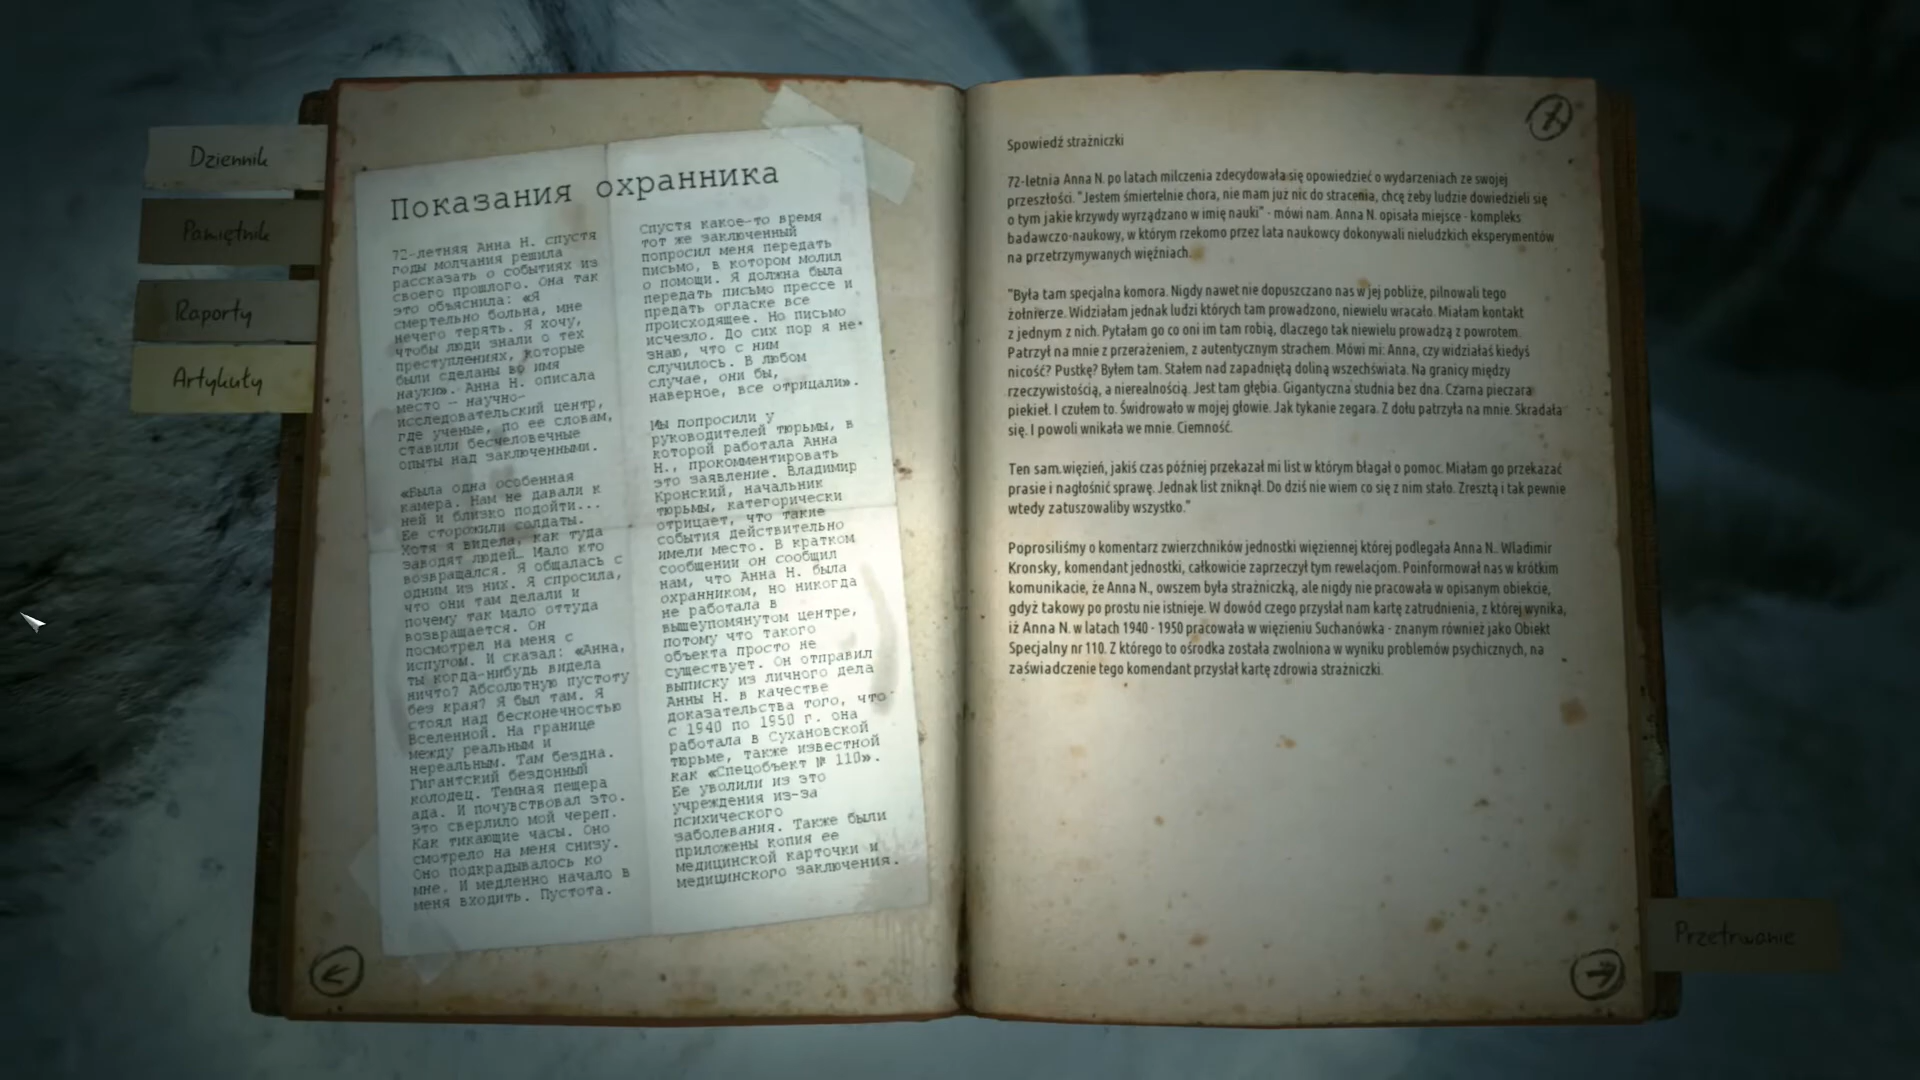 Dziennik
Pamiętnik
Raporty
Artykuły
Показания охранника
72-летняя Анна Н. спустя
годы молчания решила
рассказать о событиях из
своего прошлого. Она так
это объяснила: «Я
смертельно больна, мне
нечего терять. Я хочу,
чтобы люди знали о тех
преступлениях, которые
были сделаны во имя
науки». Анна Н. описала
место – научно-
исследовательский центр,
где ученые, по ее словам,
ставили бесчеловечные
опыты над заключенными.
«Была одна особенная
камера. Нам не давали к
ней и близко подойти...
Ее сторожили солдаты.
Хотя я видела, как туда
заводят людей… Мало кто
возвращался. Я общалась с
одним из них. Я спросила,
что они там делали и
почему так мало оттуда
возвращается. Он
посмотрел на меня с
испугом. И сказал: «Анна,
ты когда-нибудь видела
ничто? Абсолютную пустоту
без края? Я был там. Я
стоял над бесконечностью
Вселенной. На границе
между реальным и
нереальным. Там бездна.
Гигантский бездонный
колодец. Темная пещера
ада. И почувствовал это.
Это сверлило мой череп.
Как тикающие часы. Оно
смотрело на меня снизу.
Оно подкрадывалось ко
мне. И медленно начало в
меня входить. Пустота.
Спустя какое-то время
тот же заключенный
попросил меня передать
письмо, в котором молил
о помощи. Я должна была
передать письмо прессе и
предать огласке все
происходящее. Но письмо
исчезло. До сих пор я не
знаю, что с ним
случилось. В любом
случае, они бы,
наверное, все отрицали».
Мы попросили у
руководителей тюрьмы, в
которой работала Анна
Н., прокомментировать
это заявление. Владимир
Кронский, начальник
тюрьмы, категорически
отрицает, что такие
события действительно
имели место. В кратком
сообщении он сообщил
нам, что Анна Н. была
охранником, но никогда
не работала в
вышеупомянутом центре,
потому что такого
объекта просто не
существует. Он отправил
выписку из личного дела
Анны Н. в качестве
доказательства того, что
с 1940 по 1950 г. она
работала в Сухановской
тюрьме, также известной
как «Спецобъект № 110».
Ее уволили из это
учреждения из-за
психического
заболевания. Также были
приложены копия ее
медицинской карточки и
медицинского заключения.
Spowiedź strażniczki
72-letnia Anna N. po latach milczenia zdecydowała się opowiedzieć o wydarzeniach ze swojej
przeszłości. "Jestem śmiertelnie chora, nie mam już nic do stracenia, chcę żeby ludzie dowiedzieli się
o tym jakie krzywdy wyrządzano w imię nauki" - mówi nam. Anna N. opisała miejsce - kompleks
badawczo-naukowy, w którym rzekomo przez lata naukowcy dokonywali nieludzkich eksperymentów
na przetrzymywanych więźniach.
"Była tam specjalna komora. Nigdy nawet nie dopuszczano nas w jej pobliże, pilnowali tego
żołnierze. Widziałam jednak ludzi których tam prowadzono, niewielu wracało. Miałam kontakt
z jednym z nich. Pytałam go co oni im tam robią, dlaczego tak niewielu prowadzą z powrotem.
Patrzył na mnie z przerażeniem, z autentycznym strachem. Mówi mi: Anna, czy widziałaś kiedyś
nicość? Pustkę? Byłem tam. Stałem nad zapadniętą doliną wszechświata. Na granicy między
rzeczywistością, a nierealnością. Jest tam głębia. Gigantyczna studnia bez dna. Czarna pieczara
piekieł. I czułem to. Świdrowało w mojej głowie. Jak tykanie zegara. Z dołu patrzyła na mnie. Skradała
się. I powoli wnikała we mnie. Ciemność.
Ten sam więzień, jakiś czas później przekazał mi list w którym błagał o pomoc. Miałam go przekazać
prasie i nagłośnić sprawę. Jednak list zniknął. Do dziś nie wiem co się z nim stało. Zresztą i tak pewnie
wtedy zatuszowaliby wszystko."
Poprosiliśmy o komentarz zwierzchników jednostki więziennej której podlegała Anna N.. Wladimir
Kronsky, komendant jednostki, całkowicie zaprzeczył tym rewelacjom. Poinformował nas w krótkim
komunikacie, że Anna N., owszem była strażniczką, ale nigdy nie pracowała w opisanym obiekcie,
gdyż takowy po prostu nie istnieje. W dowód czego przysłał nam kartę zatrudnienia, z której wynika,
iż Anna N. w latach 1940 - 1950 pracowała w więzieniu Suchanówka - znanym również jako Obiekt
Specjalny nr 110. Z którego to ośrodka została zwolniona w wyniku problemów psychicznych, na
zaświadczenie tego komendant przysłał kartę zdrowia strażniczki.
Przetrwanie